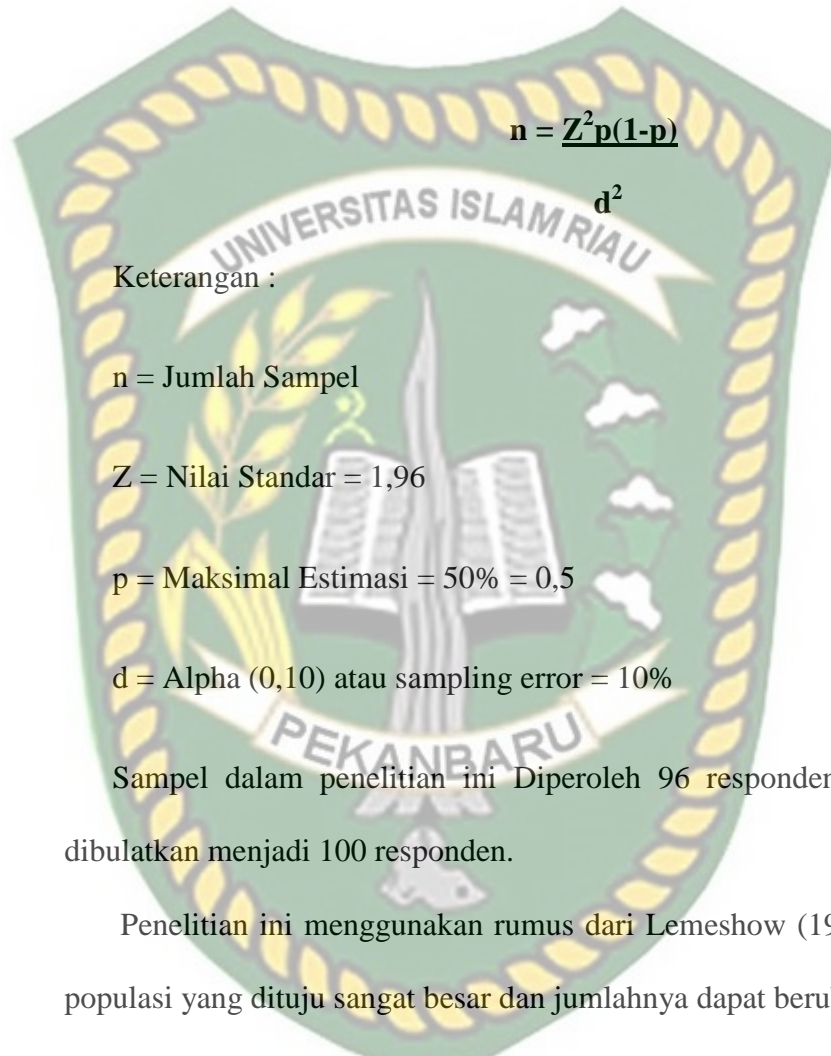 n = Z²p(1-p)
d²
UNIVERSITAS ISLAM RIAU
Keterangan :
n = Jumlah Sampel
Z = Nilai Standar = 1,96
p = Maksimal Estimasi = 50% = 0,5
d = Alpha (0,10) atau sampling error = 10%
PEKANBARU
Sampel dalam penelitian ini Diperoleh 96 responden
dibulatkan menjadi 100 responden.
Penelitian ini menggunakan rumus dari Lemeshow (19
populasi yang dituju sangat besar dan jumlahnya dapat